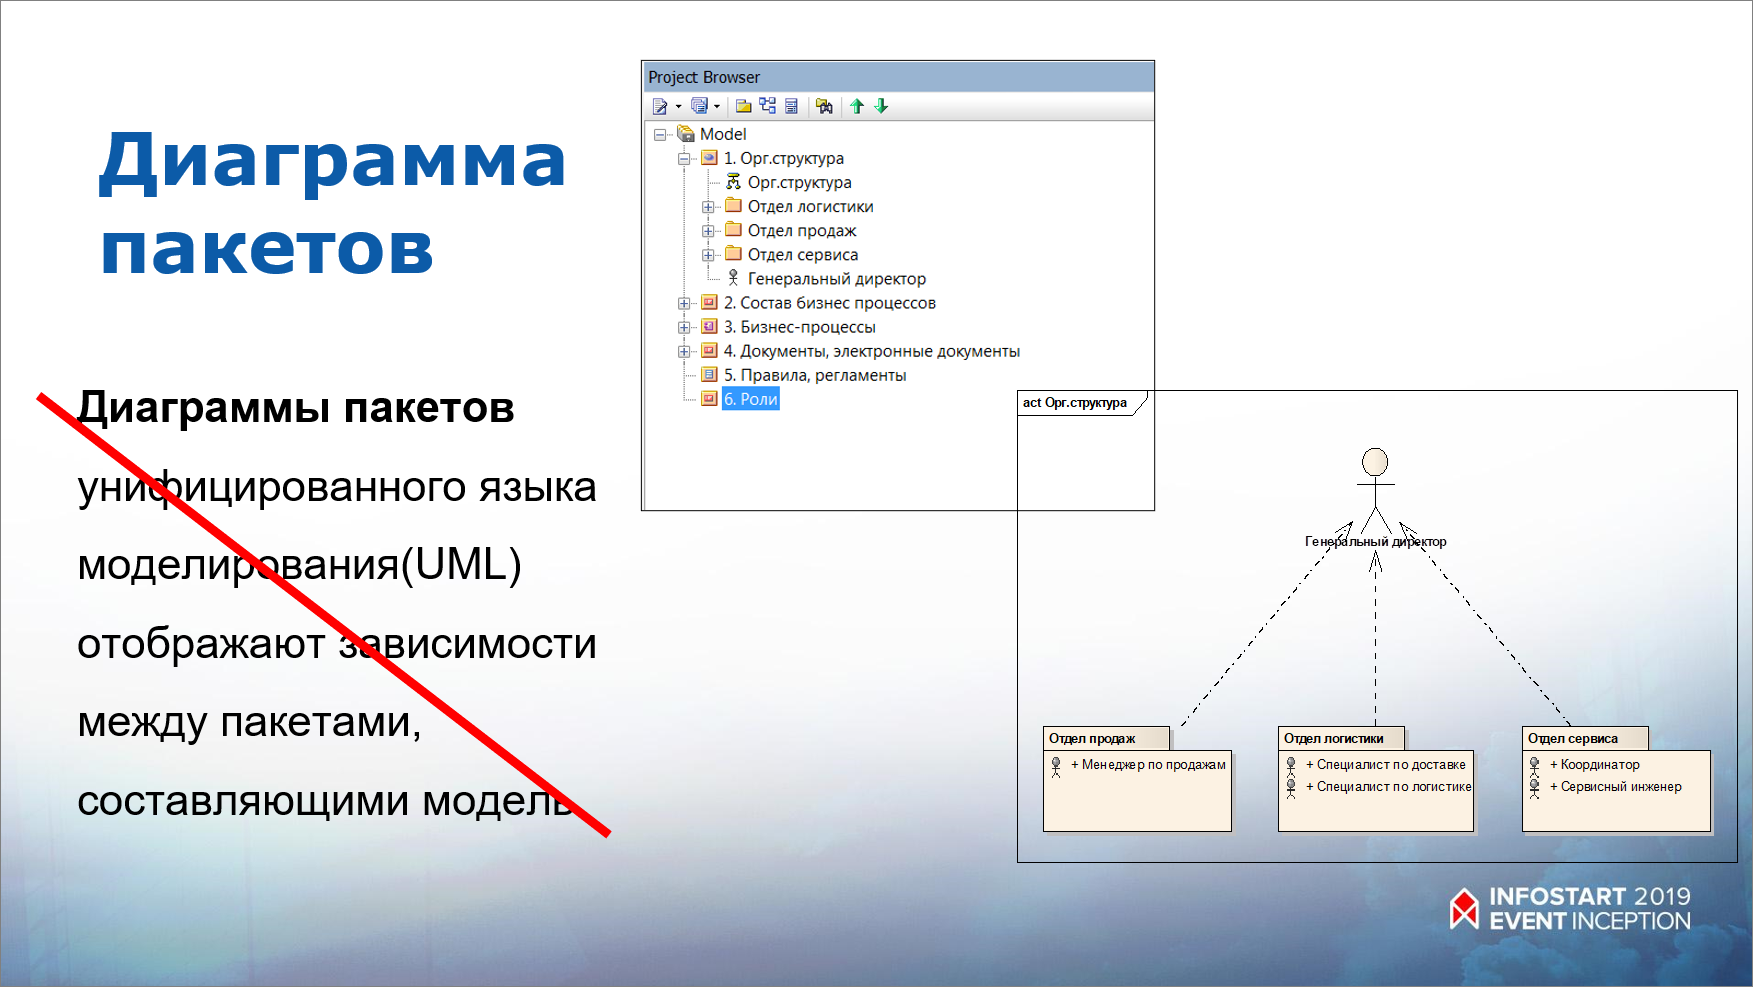 Диаграмма
пакетов
Диаграммы пакетов
унифицированного языка
моделирования(UML)
отображают зависимости
между пакетами,
составляющими модель
Project Browser
Model
1. Орг.структура
Орг.структура
Отдел логистики
Отдел продаж
Отдел сервиса
Генеральный директор
2. Состав бизнес процессов
3. Бизнес-процессы
4. Документы, электронные документы
5. Правила, регламенты
6. Роли
act Орг.структура
Генеральный директор
Отдел продаж
+ Менеджер по продажам
Отдел логистики
+ Специалист по доставке
+ Специалист по логистике
Отдел сервиса
+ Координатор
+ Сервисный инженер
INFOSTART 2019
EVENT INCEPTION